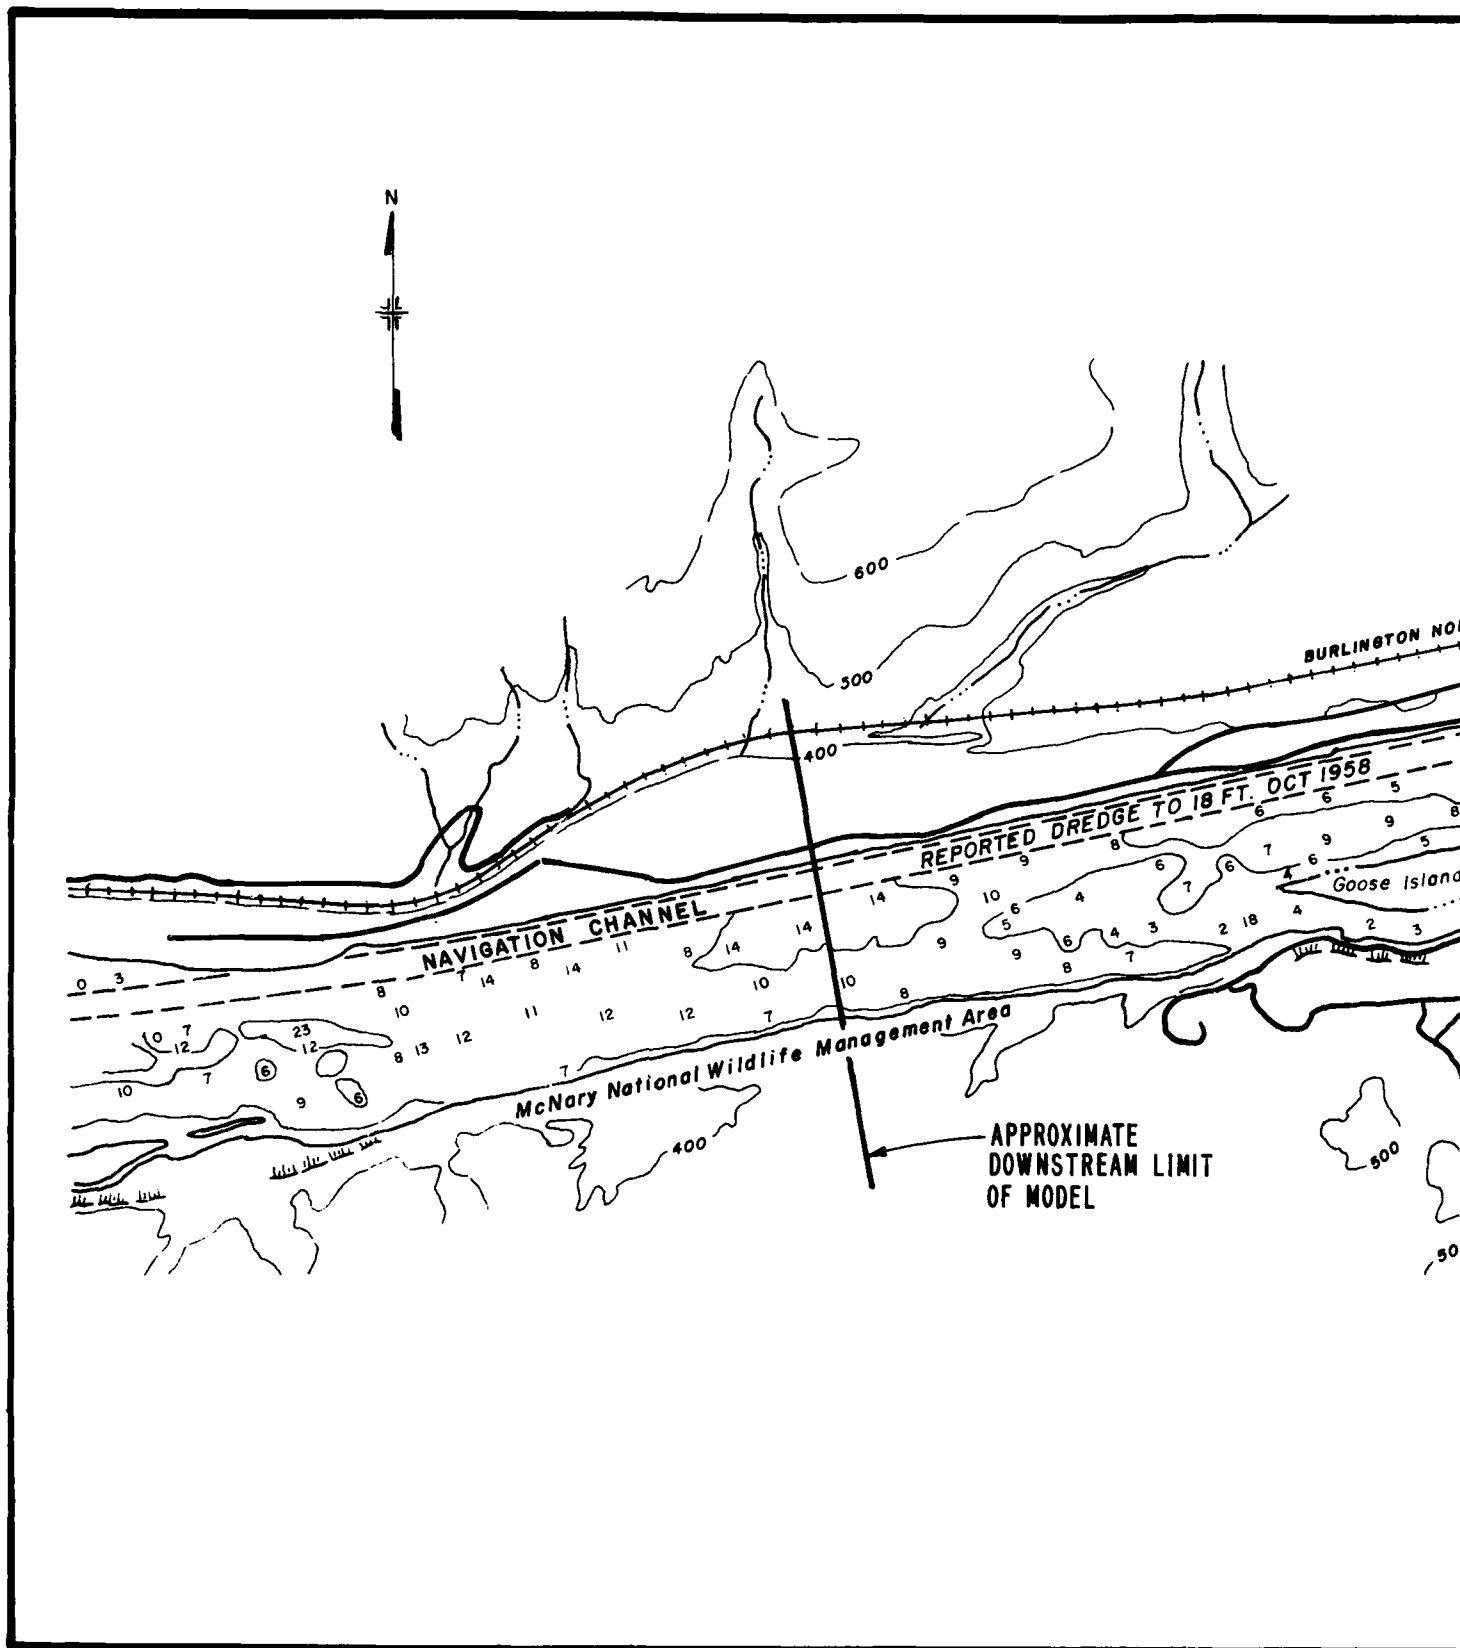 N
600
500
BURLINGTON NO
400
REPORTED DREDGE TO 18 FT. OCT 1958
6 6 5
8 9 9 8
9 6 7 6 5
9 6 4
14 10 7 Goose Island
6 4
NAVIGATION CHANNEL
14 5 4 3 2 18 4 2 3
11 8 14 9 6 7
7 8 14 9 8
0 3 14
8 10 10 8
10 11 12 12 7
0 7 23
12 12 8 13 12
7 6 7
10 9 6
McNary National Wildlife Management Area
400
APPROXIMATE
DOWNSTREAM LIMIT
OF MODEL
500
50